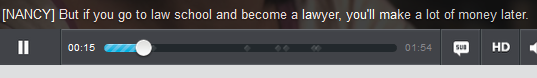 [NANCY] But if you go to law school and become a lawyer, you'll make a lot of money later.
00:15 01:54 SUB HD